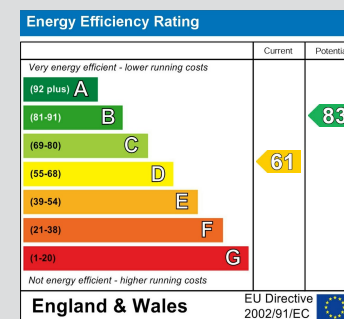 Energy Efficiency Rating
Current
Very energy efficient - lower running costs
(92 plus) A
(81-91) B
83
(69-80) C
61
(55-68) D
(39-54) E
(21-38) F
(1-20) G
Not energy efficient - higher running costs
England & Wales
EU Directive
2002/91/EC